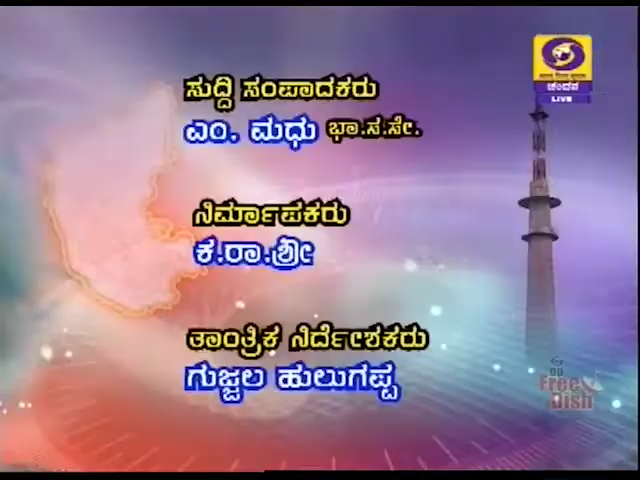 ಚಂದನ
LIVE
ಸುದ್ದಿ ಸಂಪಾದಕರು
ಎಂ. ಮಧು ಭಾ.ಸ.ಸೇ.
ನಿರ್ಮಾಪಕರು
ಕ.ರಾ.ಶ್ರೀ
ತಾಂತ್ರಿಕ ನಿರ್ದೇಶಕರು
ಗುಜ್ಜಲ ಹುಲುಗಪ್ಪ
DD
Free
dish